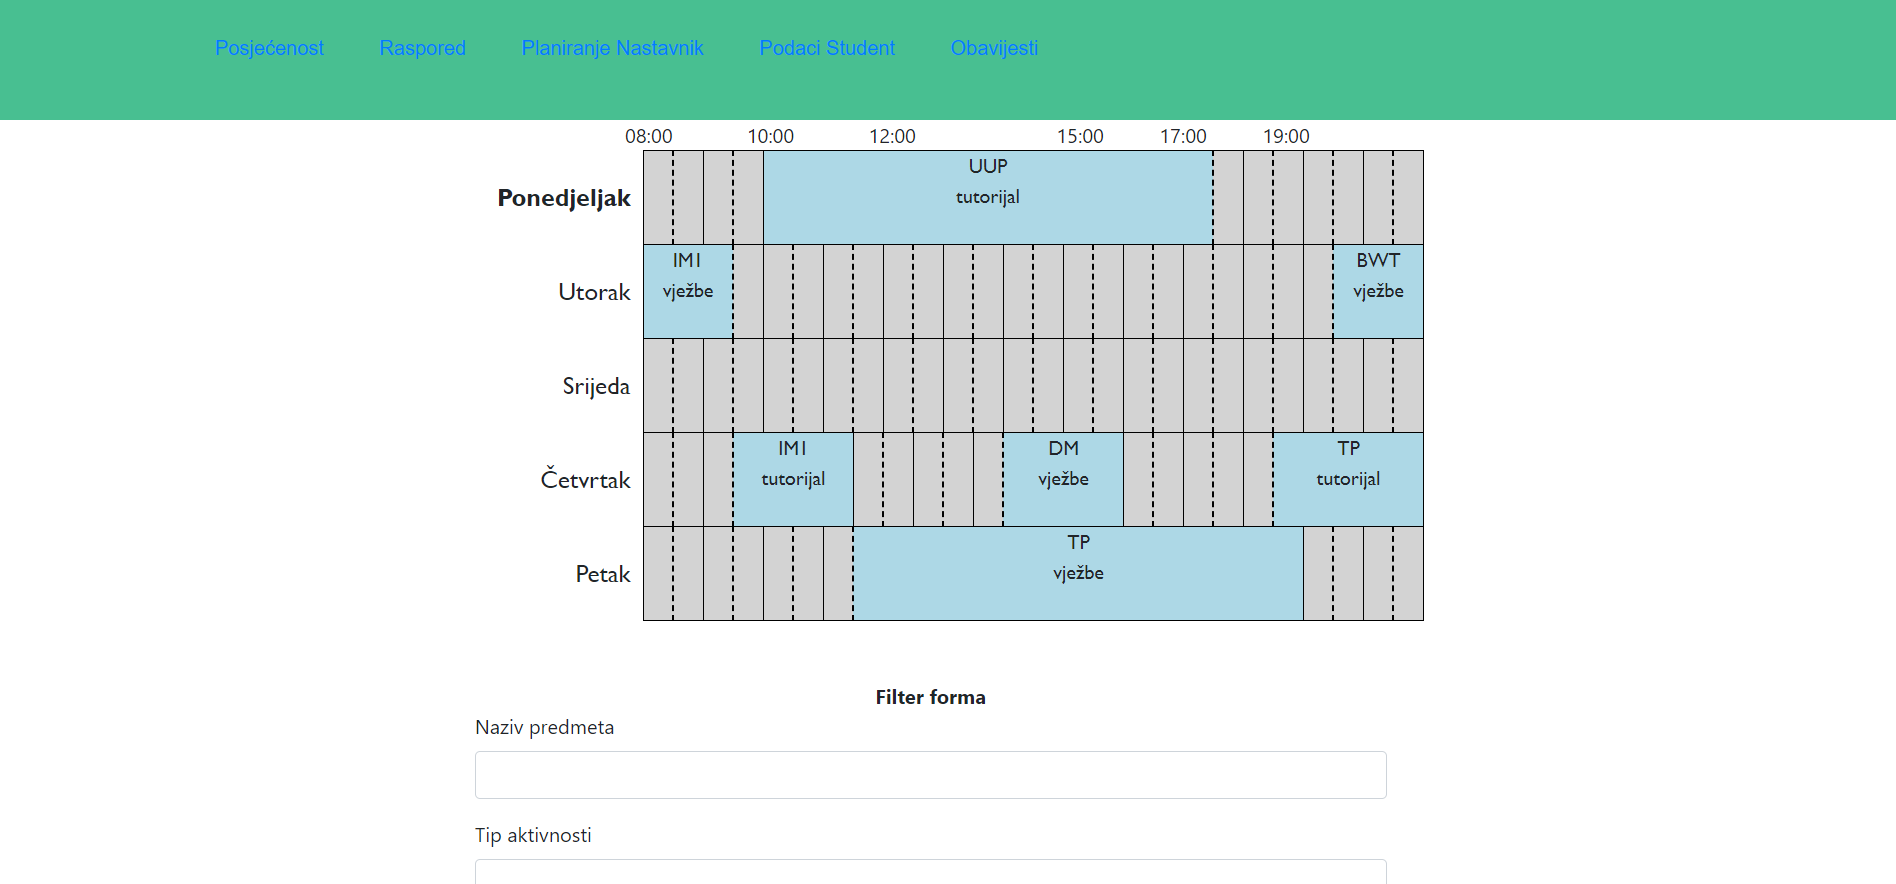 Posjećenost Raspored Planiranje Nastavnik Podaci Student Obavijesti
08:00 10:00 12:00 15:00 17:00 19:00
Ponedjeljak
UUP
tutorijal
Utorak
IM1
vježbe
BWT
vježbe
Srijeda
Četvrtak
IM1
tutorijal
DM
vježbe
TP
tutorijal
Petak
TP
vježbe
Filter forma
Naziv predmeta
Tip aktivnosti